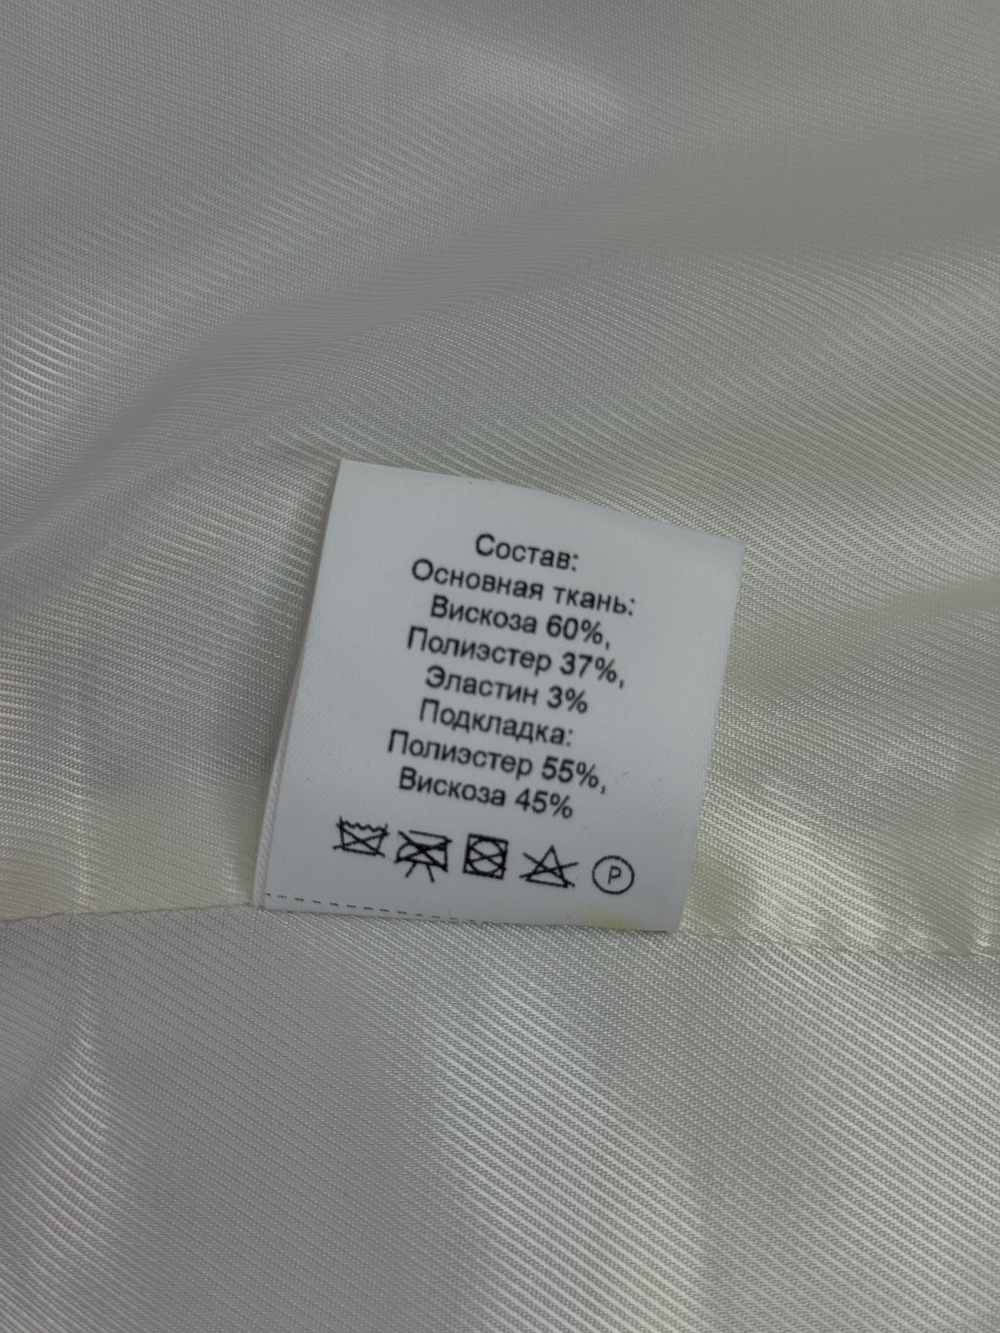 Состав:
Основная ткань:
Вискоза 60%,
Полиэстер 37%,
Эластин 3%
Подкладка:
Полиэстер 55%,
Вискоза 45%
P